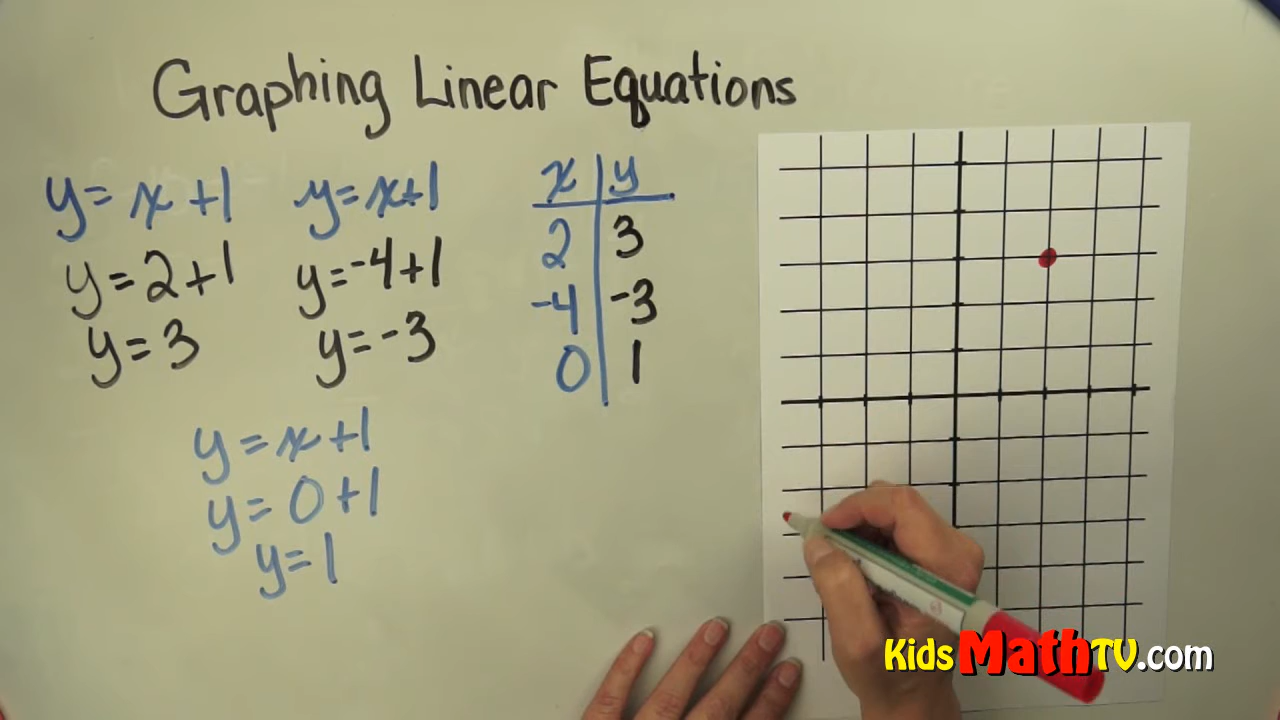 Graphing Linear Equations
y = x + 1
y = 2 + 1
y = 3
y = x + 1
y = -4 + 1
y = -3
x y
2 3
-4 -3
0 1
y = x + 1
y = 0 + 1
y = 1
KidsMathTV.com